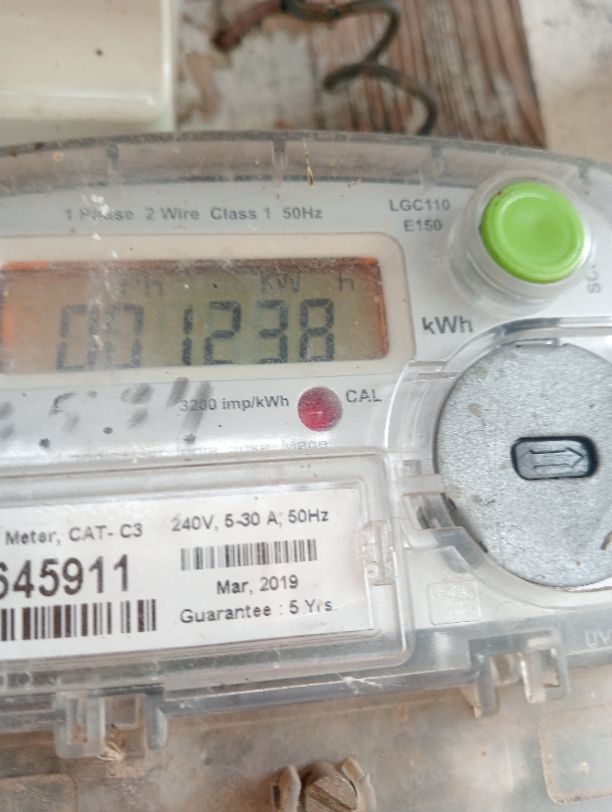 1 Phase 2 Wire Class 1 50Hz
LGC110
E150
kW h
001238
kWh
3200 imp/kWh
CAL
Meter, CAT- C3
240V, 5-30 A, 50Hz
645911
Mar, 2019
Guarantee : 5 Yrs.
UV